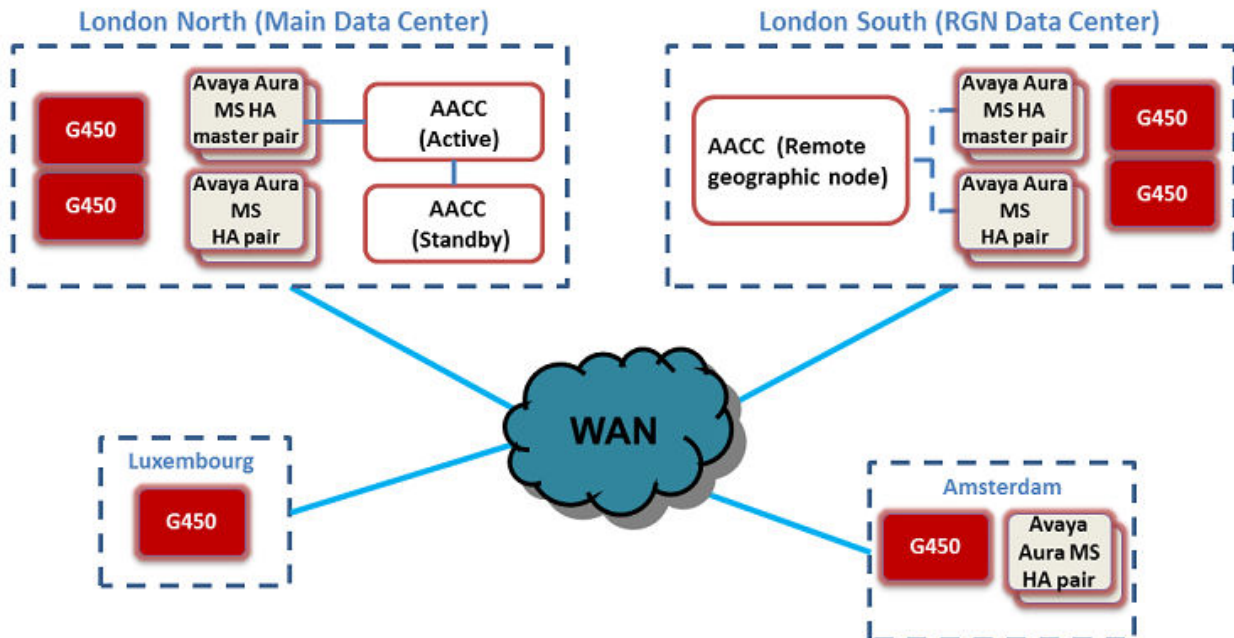 London North (Main Data Center)
G450
G450
Avaya Aura
MS HA
master pair
Avaya Aura
MS
HA pair
AACC
(Active)
AACC
(Standby)
London South (RGN Data Center)
AACC (Remote
geographic node)
Avaya Aura
MS HA
master pair
Avaya Aura
MS
HA pair
G450
G450
WAN
Luxembourg
G450
Amsterdam
G450
Avaya
Aura MS
HA pair